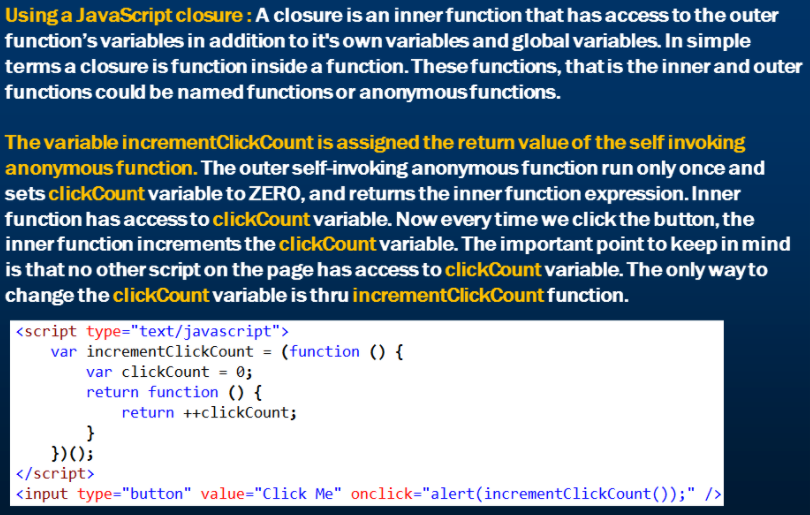 Using a JavaScript closure : A closure is an inner function that has access to the outer
function's variables in addition to it's own variables and global variables. In simple
terms a closure is function inside a function. These functions, that is the inner and outer
functions could be named functions or anonymous functions.
The variable incrementClickCount is assigned the return value of the self invoking
anonymous function. The outer self-invoking anonymous function run only once and
sets clickCount variable to ZERO, and returns the inner function expression. Inner
function has access to clickCount variable. Now every time we click the button, the
inner function increments the clickCount variable. The important point to keep in mind
is that no other script on the page has access to clickCount variable. The only way to
change the clickCount variable is thru incrementClickCount function.
<script type="text/javascript">
    var incrementClickCount = (function () {
        var clickCount = 0;
        return function () {
            return ++clickCount;
        }
    })();
</script>
<input type="button" value="Click Me" onclick="alert(incrementClickCount());" />